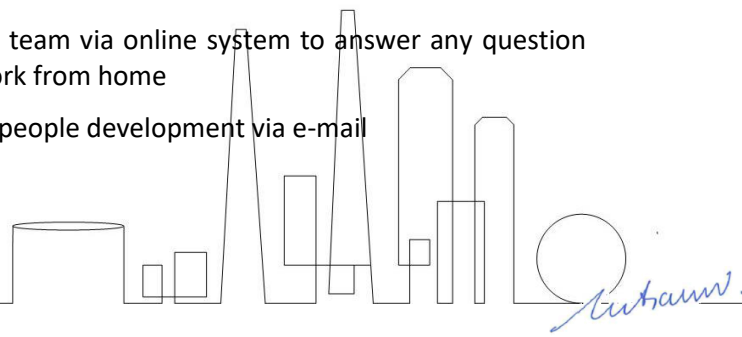 team via online system to answer any question
rk from home
people development via e-mail